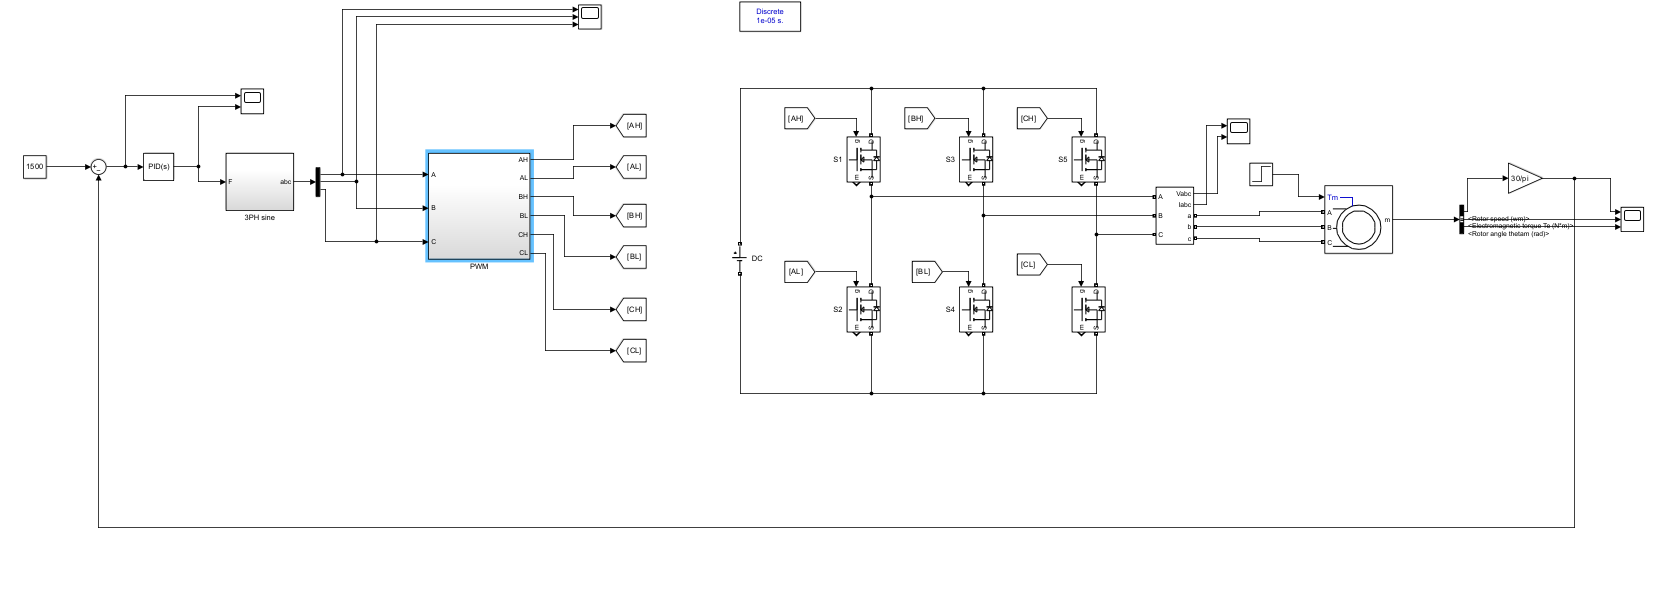 Discrete
1e-05 s.
[AH]
[AH]
[BH]
[CH]
1500
PID(s)
F
abc
3PH sine
A
B
C
AH
AL
BH
BL
CH
CL
PWM
[AL]
[BH]
[BL]
[CH]
[CL]
S1
S3
S5
g
D
E
S
g
D
E
S
g
D
E
S
DC
A
B
C
Vabc
Iabc
a
b
c
Tm
A
B
C
m
30/pi
<Rotor speed (wm)>
<Electromagnetic torque Te (N*m)>
<Rotor angle thetam (rad)>
[AL]
[BL]
[CL]
S2
S4
g
D
E
S
g
D
E
S
g
D
E
S